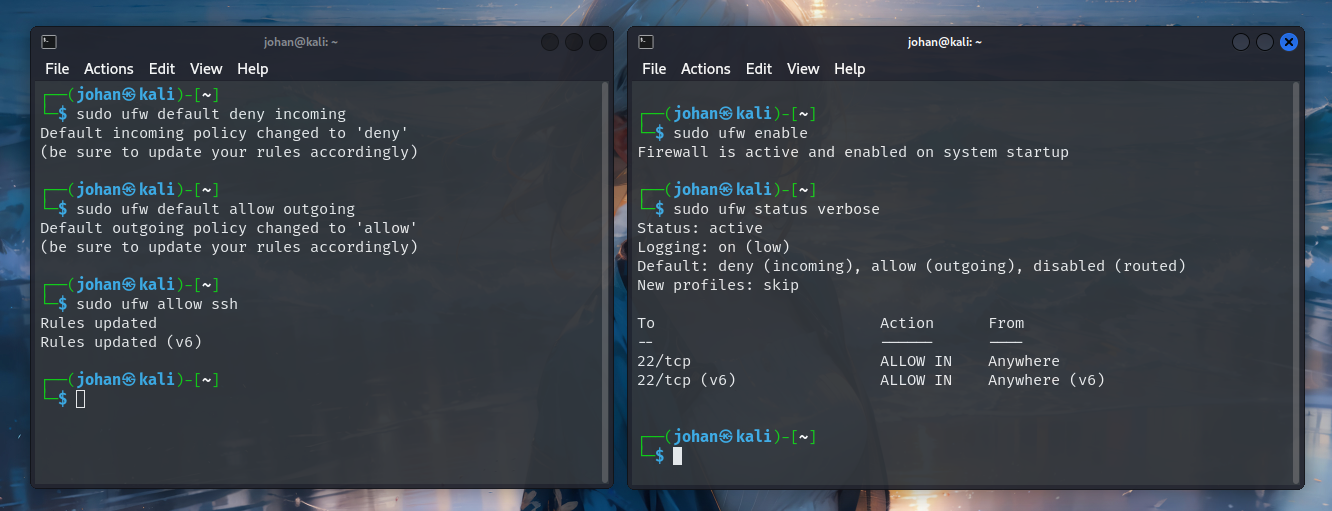 johan@kali: ~
File Actions Edit View Help
┌──(johan㉿kali)-[~]
└─$ sudo ufw default deny incoming
Default incoming policy changed to 'deny'
(be sure to update your rules accordingly)
┌──(johan㉿kali)-[~]
└─$ sudo ufw default allow outgoing
Default outgoing policy changed to 'allow'
(be sure to update your rules accordingly)
┌──(johan㉿kali)-[~]
└─$ sudo ufw allow ssh
Rules updated
Rules updated (v6)
┌──(johan㉿kali)-[~]
└─$
johan@kali: ~
File Actions Edit View Help
┌──(johan㉿kali)-[~]
└─$ sudo ufw enable
Firewall is active and enabled on system startup
┌──(johan㉿kali)-[~]
└─$ sudo ufw status verbose
Status: active
Logging: on (low)
Default: deny (incoming), allow (outgoing), disabled (routed)
New profiles: skip
To                         Action      From
--                         ------      ----
22/tcp                     ALLOW IN    Anywhere
22/tcp (v6)                ALLOW IN    Anywhere (v6)
┌──(johan㉿kali)-[~]
└─$